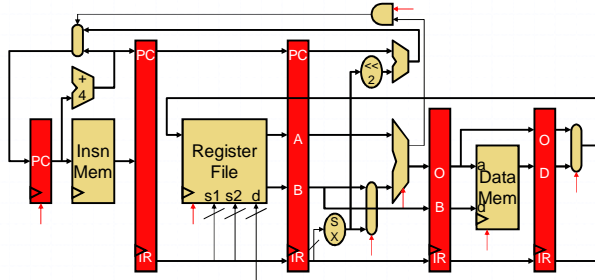 PC
PC
+
4
<<
2
PC
Insn
Mem
Register
File
s1 s2 d
A
B
S
X
O
B
a
Data
d
Mem
O
D
IR
IR
IR
IR